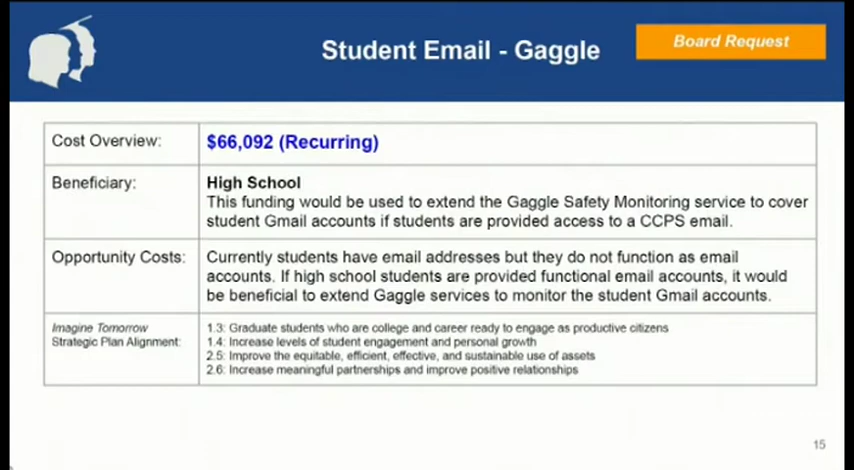 Student Email - Gaggle
Board Request
Cost Overview:
$66,092 (Recurring)
Beneficiary:
High School
This funding would be used to extend the Gaggle Safety Monitoring service to cover
student Gmail accounts if students are provided access to a CCPS email.
Opportunity Costs:
Currently students have email addresses but they do not function as email
accounts. If high school students are provided functional email accounts, it would
be beneficial to extend Gaggle services to monitor the student Gmail accounts.
Imagine Tomorrow
Strategic Plan Alignment:
1.3: Graduate students who are college and career ready to engage as productive citizens
1.4: Increase levels of student engagement and personal growth
2.5: Improve the equitable, efficient, effective, and sustainable use of assets
2.6: Increase meaningful partnerships and improve positive relationships
15